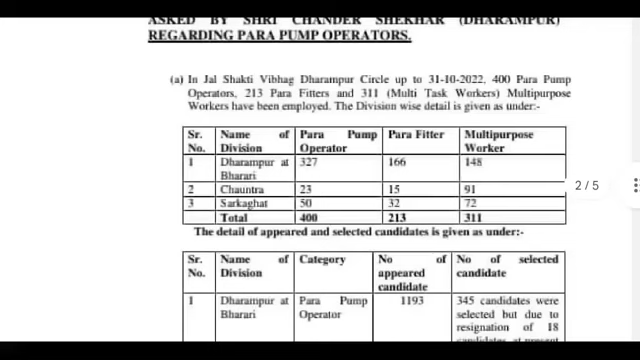 ASKED BY SHRI CHANDER SHEKHAR (DHARAMPUR)
REGARDING PARA PUMP OPERATORS.
(a) In Jal Shakti Vibhag Dharampur Circle up to 31-10-2022, 400 Para Pump
Operators, 213 Para Fitters and 311 (Multi Task Workers) Multipurpose
Workers have been employed. The Division wise detail is given as under:-
Sr. No. Name of Division Para Pump Operator Para Fitter Multipurpose Worker
1 Dharampur at Bharari 327 166 148
2 Chauntra 23 15 91
3 Sarkaghat 50 32 72
Total 400 213 311
The detail of appeared and selected candidates is given as under:-
Sr. No. Name of Division Category No of appeared candidate No of selected candidate
1 Dharampur at Bharari Para Pump Operator 1193 345 candidates were selected but due to resignation of 18 candidates at present
2 / 5